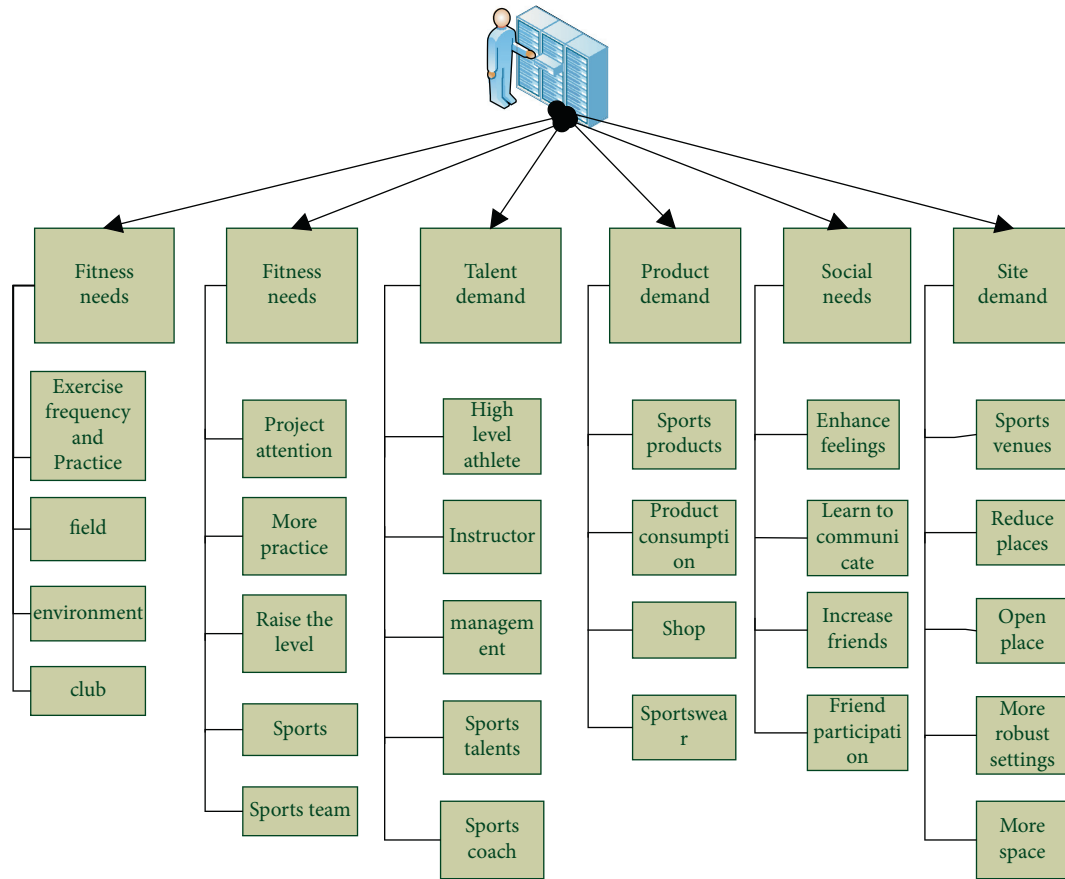 Fitness
needs
Exercise
frequency
and
Practice
field
environment
club
Fitness
needs
Project
attention
More
practice
Raise the
level
Sports
Sports team
Talent
demand
High
level
athlete
Instructor
managem
ent
Sports
talents
Sports
coach
Product
demand
Sports
products
Product
consumpti
on
Shop
Sportswea
r
Social
needs
Enhance
feelings
Learn to
communi
cate
Increase
friends
Friend
participati
on
Site
demand
Sports
venues
Reduce
places
Open
place
More
robust
settings
More
space